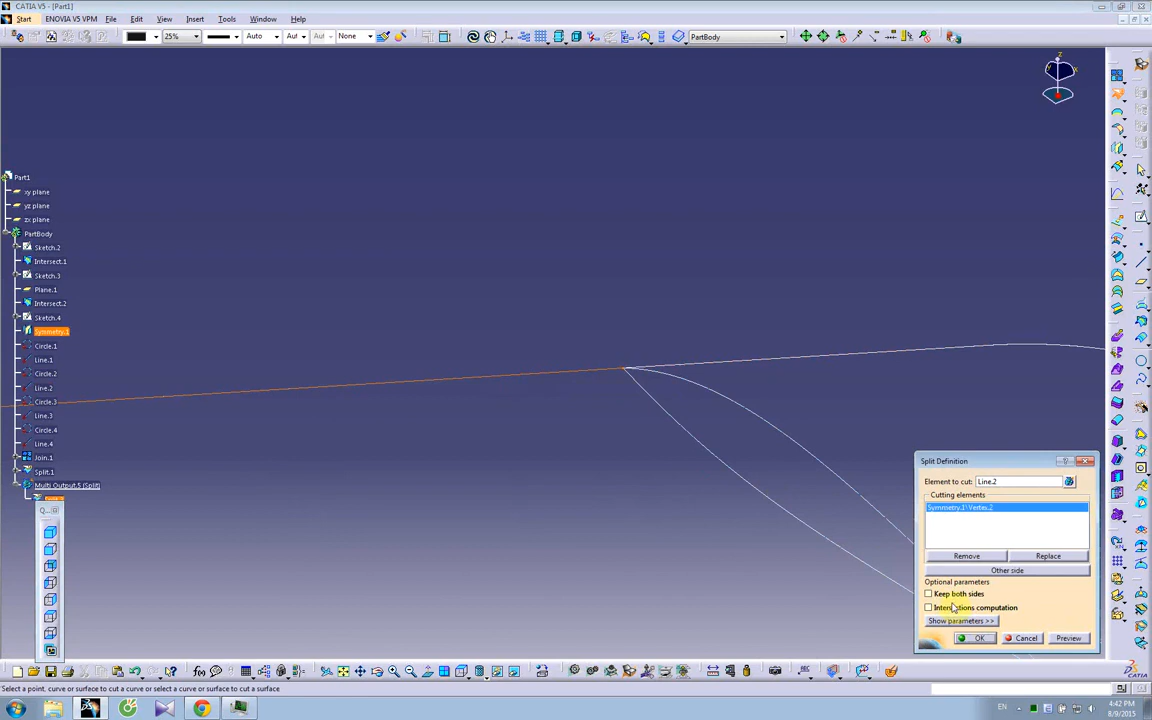 CATIA V5 - [Part1]
Start ENOVIA V5 VPM File Edit View Insert Tools Window Help
25% Auto Aut Aut None PartBody
z
y x
Part1
xy plane
yz plane
zx plane
PartBody
Sketch.2
Intersect.1
Sketch.3
Plane.1
Intersect.2
Sketch.4
Symmetry.1
Circle.1
Line.1
Circle.2
Line.2
Circle.3
Line.3
Circle.4
Line.4
Join.1
Split.1
Multi Output.5 (Split)
Q...
Split Definition
Element to cut: Line.2
Cutting elements
Symmetry.1\Vertex.2
Remove Replace
Other side
Optional parameters
Keep both sides
Intersections computation
Show parameters >>
OK Cancel Preview
CATIA
Select a point, curve or surface to cut a curve or select a curve or surface to cut a surface
EN 4:42 PM
8/9/2015